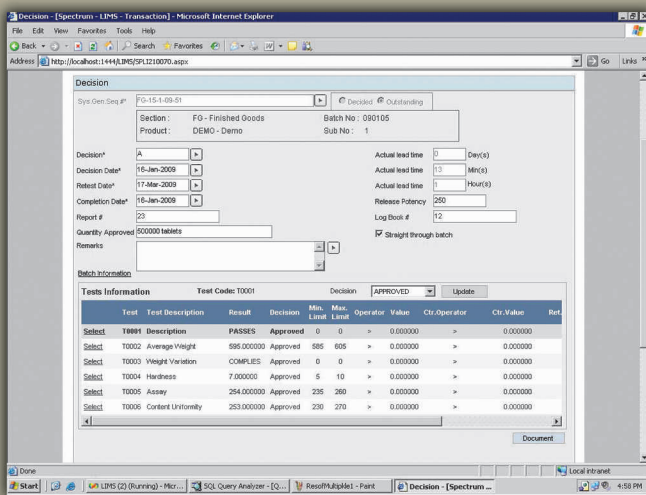 Decision - [Spectrum - LIMS - Transaction] - Microsoft Internet Explorer
File Edit View Favorites Tools Help
Back Search Favorites
Address http://localhost:1444/LIMS/SPLIZ10070.aspx Go Links
Decision
Sys.Gen.Seq #* FG-15-1-09-51 Decided Outstanding
Section : FG - Finished Goods Batch No : 090105
Product : DEMO - Demo Sub No : 1
Decision* A Actual lead time 0 Day(s)
Decision Date* 16-Jan-2009 Actual lead time 13 Min(s)
Retest Date* 17-Mar-2009 Actual lead time 1 Hour(s)
Completion Date* 16-Jan-2009 Release Potency 250
Report # 23 Log Book # 12
Quantity Approved 500000 tablets Straight through batch
Remarks
Batch Information
Tests Information Test Code: T0001 Decision APPROVED Update
Test Test Description Result Decision Min. Limit Max. Limit Operator Value Ctr.Operator Ctr.Value Ret.
Select T0001 Description PASSES Approved 0 0 > 0.000000 > 0.000000
Select T0002 Average Weight 595.000000 Approved 585 605 > 0.000000 > 0.000000
Select T0003 Weight Variation COMPLIES Approved 0 0 > 0.000000 > 0.000000
Select T0004 Hardness 7.000000 Approved 5 10 > 0.000000 > 0.000000
Select T0005 Assay 254.000000 Approved 235 260 > 0.000000 > 0.000000
Select T0006 Content Uniformity 253.000000 Approved 230 270 > 0.000000 > 0.000000
Document
Done Local intranet
Start LIMS (2) (Running) - Micr... SQL Query Analyzer - [Q... ResofMultipkle1 - Paint Decision - [Spectrum ... 4:58 PM